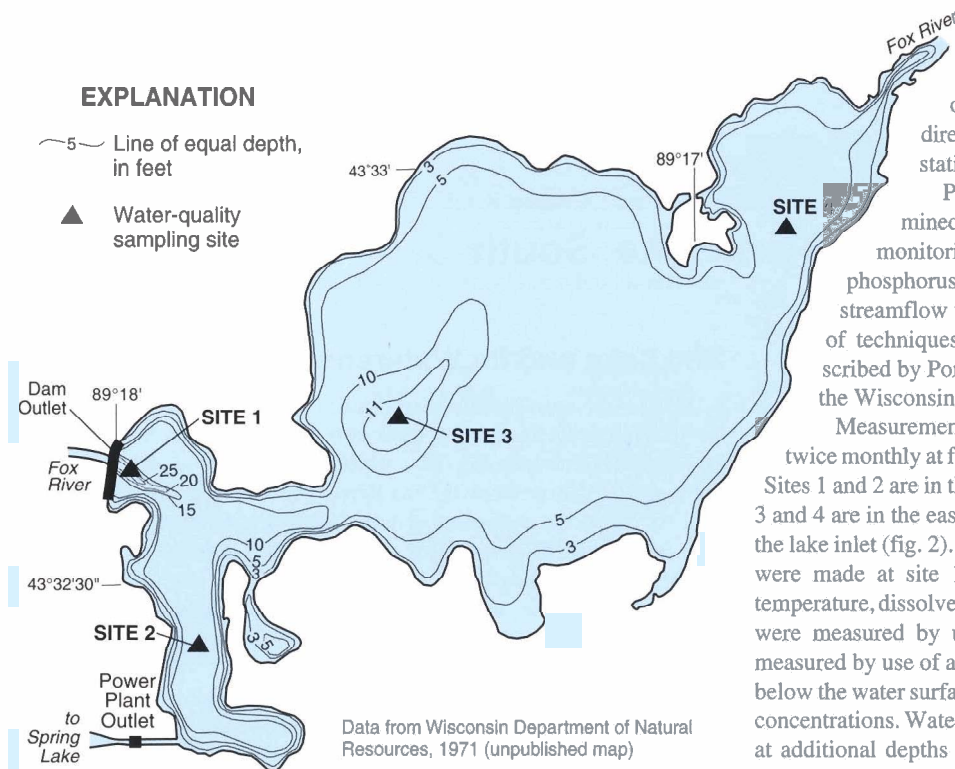 EXPLANATION
5 Line of equal depth,
in feet
Water-quality
sampling site
Fox River
43°33'
3
5
89°17'
SITE
10
11
SITE 3
Dam
Outlet
89°18'
SITE 1
Fox
River
25
20
15
10
5
3
5
3
43°32'30"
SITE 2
3
5
Power
Plant
Outlet
to
Spring
Lake
Data from Wisconsin Department of Natural
Resources, 1971 (unpublished map)
dire
stati
P
mined
monitori
phosphorus
streamflow
of techniques
scribed by Por
the Wisconsin
Measurement
twice monthly at f
Sites 1 and 2 are in th
3 and 4 are in the eas
the lake inlet (fig. 2).
were made at site
temperature, dissolve
were measured by u
measured by use of a
below the water surfa
concentrations. Wate
at additional depths